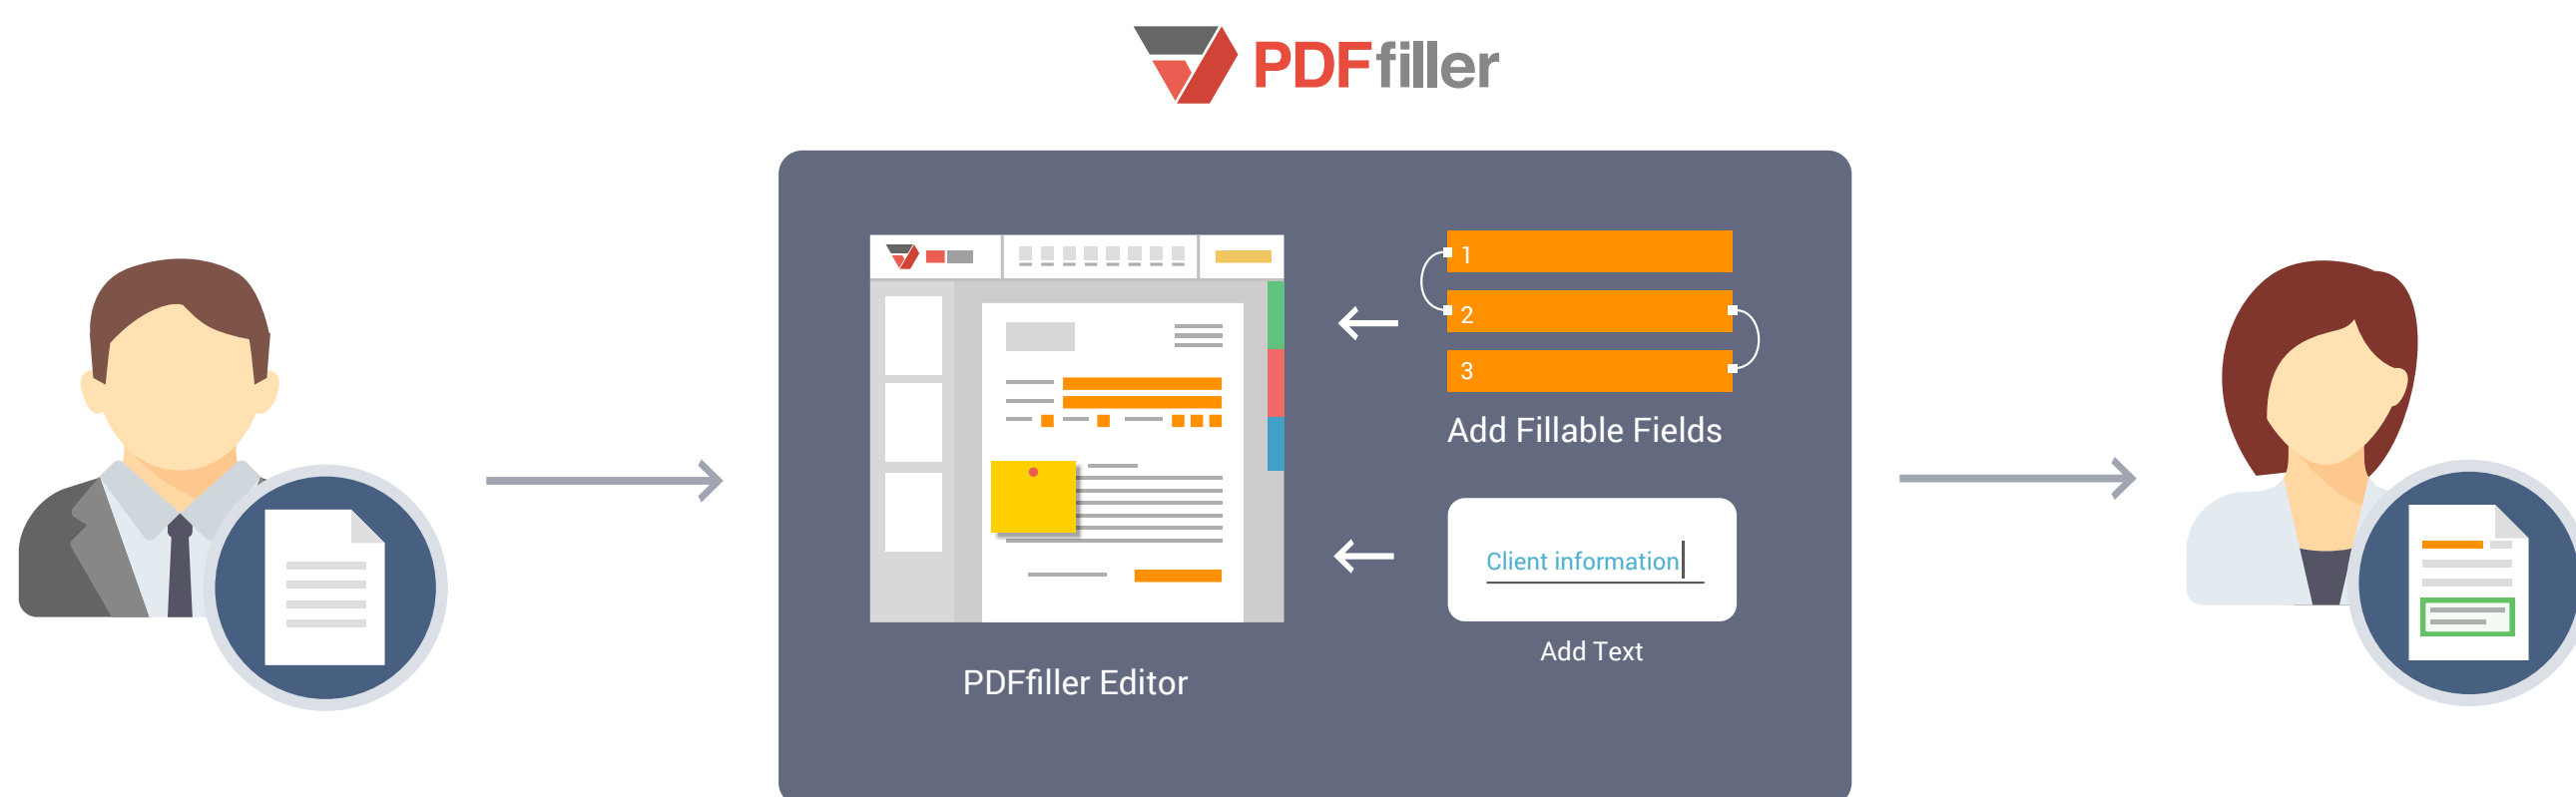 PDFfiller
1
2
3
Add Fillable Fields
Client information
Add Text
PDFfiller Editor